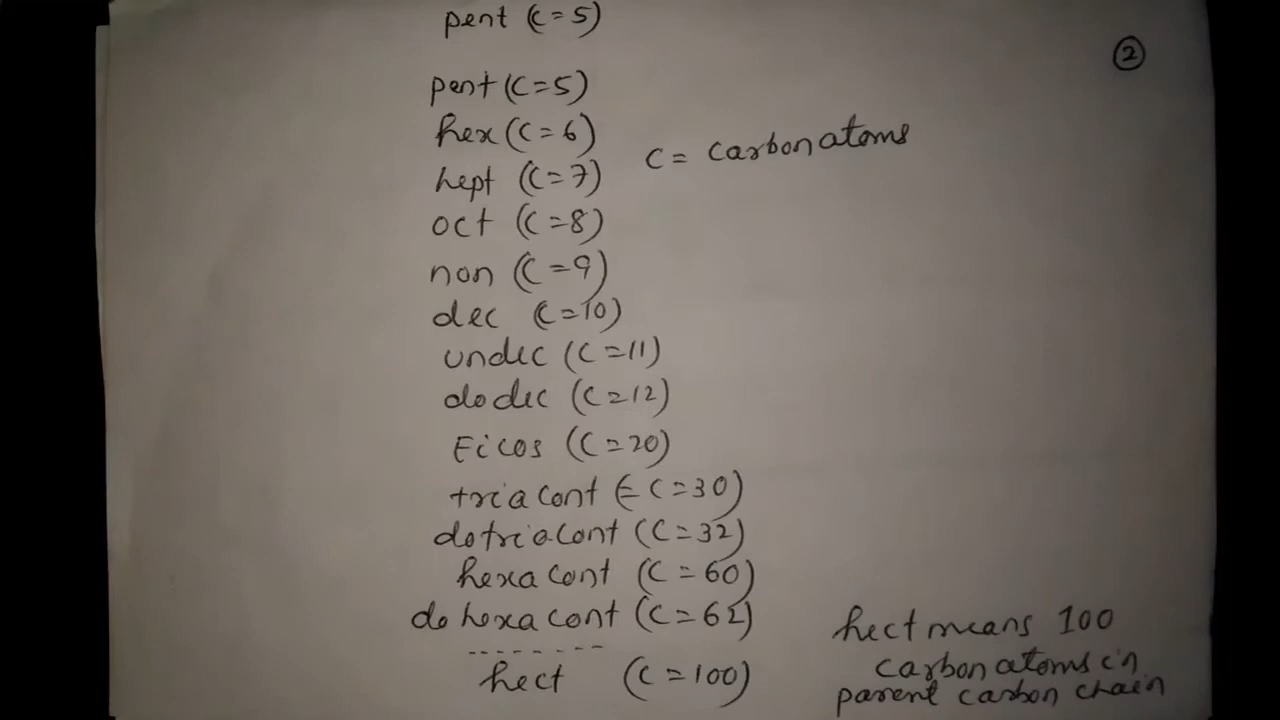 pent (C=5)
②
pent (C=5)
hex (C=6)
C = carbon atoms
hept (C=7)
oct (C=8)
non (C=9)
dec (C=10)
undec (C=11)
dodec (C=12)
Eicos (C=20)
triacont (= C=30)
dotriacont (C=32)
hexacont (C=60)
dohexacont (C=62)
--------
hect (C=100)
hect means 100
carbon atoms in
parent carbon chain